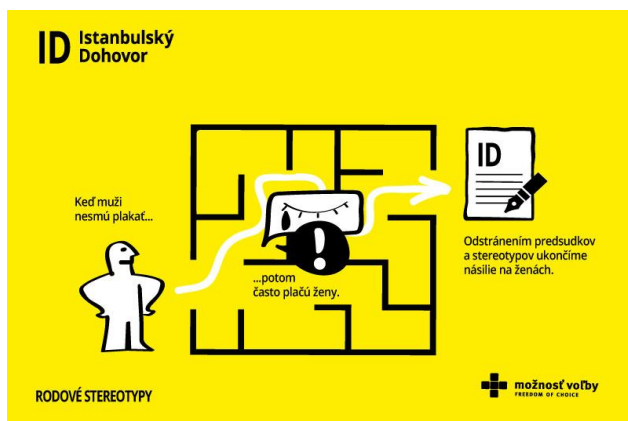 ID Istanbulský
Dohovor
Keď muži
nesmú plakať...
!
...potom
často plačú ženy.
ID
Odstránením predsudkov
a stereotypov ukončíme
násilie na ženách.
RODOVÉ STEREOTYPY
možnosť voľby
FREEDOM OF CHOICE